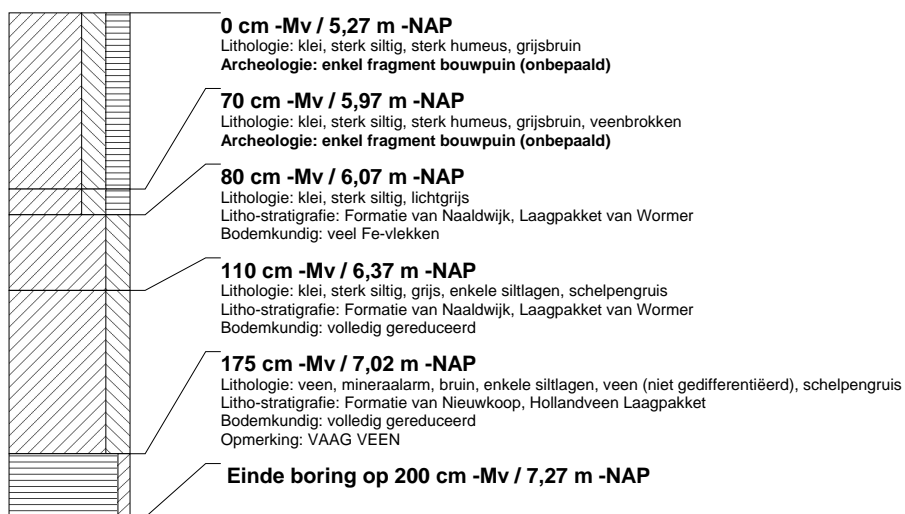 0 cm -Mv / 5,27 m -NAP
Lithologie: klei, sterk siltig, sterk humeus, grijsbruin
Archeologie: enkel fragment bouwpuin (onbepaald)
70 cm -Mv / 5,97 m -NAP
Lithologie: klei, sterk siltig, sterk humeus, grijsbruin, veenbrokken
Archeologie: enkel fragment bouwpuin (onbepaald)
80 cm -Mv / 6,07 m -NAP
Lithologie: klei, sterk siltig, lichtgrijs
Litho-stratigrafie: Formatie van Naaldwijk, Laagpakket van Wormer
Bodemkundig: veel Fe-vlekken
110 cm -Mv / 6,37 m -NAP
Lithologie: klei, sterk siltig, grijs, enkele siltlagen, schelpengruis
Litho-stratigrafie: Formatie van Naaldwijk, Laagpakket van Wormer
Bodemkundig: volledig gereduceerd
175 cm -Mv / 7,02 m -NAP
Lithologie: veen, mineraalarm, bruin, enkele siltlagen, veen (niet gedifferentiëerd), schelpengruis
Litho-stratigrafie: Formatie van Nieuwkoop, Hollandveen Laagpakket
Bodemkundig: volledig gereduceerd
Opmerking: VAAG VEEN
Einde boring op 200 cm -Mv / 7,27 m -NAP